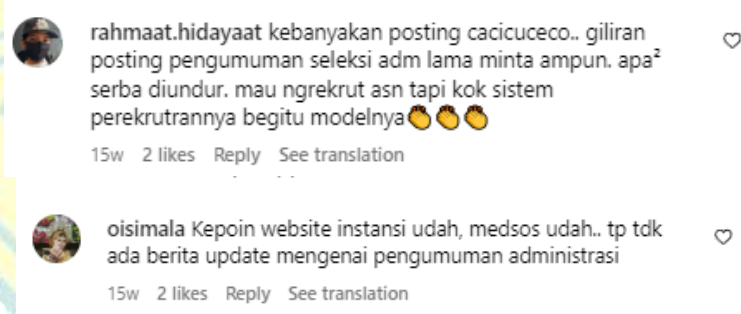 rahmaat.hidayaat kebanyakan posting cacicuceco.. giliran
posting pengumuman seleksi adm lama minta ampun. apa²
serba diundur. mau ngrekrut asn tapi kok sistem
perekrutrannya begitu modelnya👏👏👏
15w 2 likes Reply See translation
oisimala Kepoin website instansi udah, medsos udah.. tp tdk
ada berita update mengenai pengumuman administrasi
15w 2 likes Reply See translation